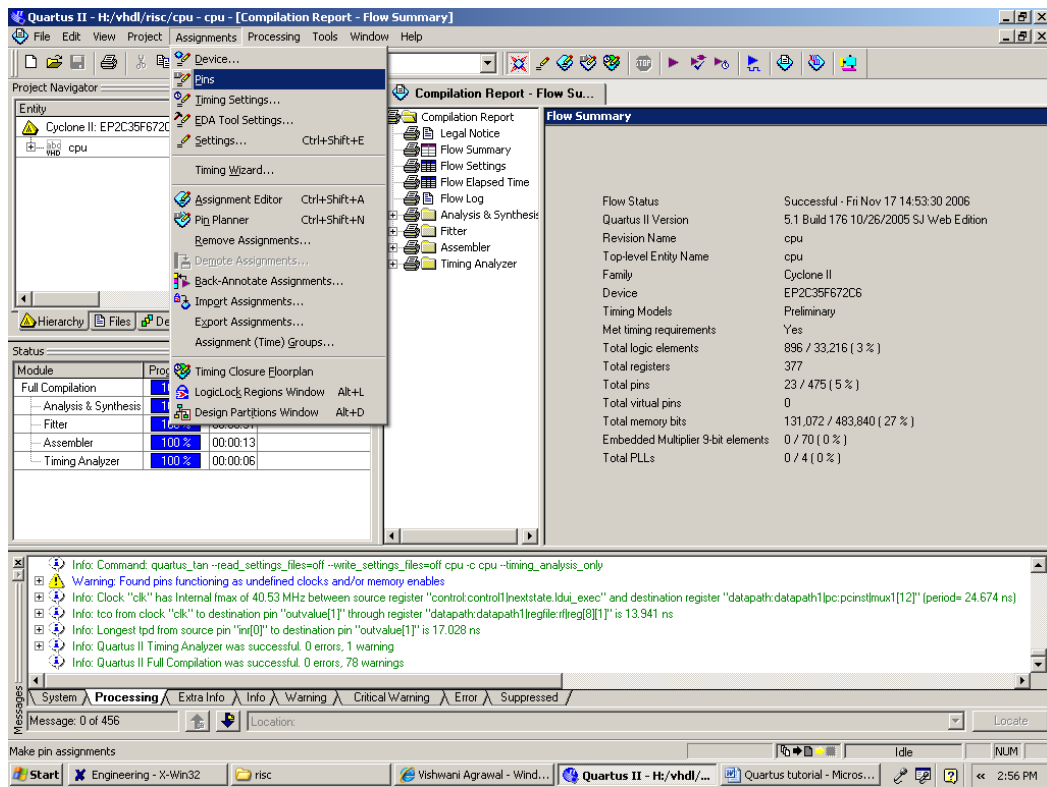 Quartus II - H:/vhdl/risc/cpu - cpu - [Compilation Report - Flow Summary]
File Edit View Project Assignments Processing Tools Window Help
Device...
Pins
Timing Settings...
EDA Tool Settings...
Settings... Ctrl+Shift+E
Timing Wizard...
Assignment Editor Ctrl+Shift+A
Pin Planner Ctrl+Shift+N
Remove Assignments...
Demote Assignments...
Back-Annotate Assignments...
Import Assignments...
Export Assignments...
Assignment (Time) Groups...
Timing Closure Floorplan
LogicLock Regions Window Alt+L
Design Partitions Window Alt+D
STOP
Project Navigator
Entity
Cyclone II: EP2C35F672C
abd
VHD
cpu
Hierarchy Files De
Status
Module Prog
Full Compilation
Analysis & Synthesis
Fitter 100 %
Assembler 100 % 00:00:13
Timing Analyzer 100 % 00:00:06
Compilation Report - Flow Su...
Compilation Report
Legal Notice
Flow Summary
Flow Settings
Flow Elapsed Time
Flow Log
Analysis & Synthesis
Fitter
Assembler
Timing Analyzer
Flow Summary
Flow Status Successful - Fri Nov 17 14:53:30 2006
Quartus II Version 5.1 Build 176 10/26/2005 SJ Web Edition
Revision Name cpu
Top-level Entity Name cpu
Family Cyclone II
Device EP2C35F672C6
Timing Models Preliminary
Met timing requirements Yes
Total logic elements 896 / 33,216 ( 3 % )
Total registers 377
Total pins 23 / 475 ( 5 % )
Total virtual pins 0
Total memory bits 131,072 / 483,840 ( 27 % )
Embedded Multiplier 9-bit elements 0 / 70 ( 0 % )
Total PLLs 0 / 4 ( 0 % )
Info: Command: quartus_tan --read_settings_files=off --write_settings_files=off cpu -c cpu --timing_analysis_only
Warning: Found pins functioning as undefined clocks and/or memory enables
Info: Clock "clk" has Internal fmax of 40.53 MHz between source register "control:control1|nextstate.ldui_exec" and destination register "datapath:datapath1|pc:pcinst|mux1[12]" (period= 24.674 ns)
Info: tco from clock "clk" to destination pin "outvalue[1]" through register "datapath:datapath1|regfile:rf|reg[8][1]" is 13.941 ns
Info: Longest tpd from source pin "inr[0]" to destination pin "outvalue[1]" is 17.028 ns
Info: Quartus II Timing Analyzer was successful. 0 errors, 1 warning
Info: Quartus II Full Compilation was successful. 0 errors, 78 warnings
Messages
System Processing Extra Info Info Warning Critical Warning Error Suppressed
Message: 0 of 456 Location: Locate
Make pin assignments Idle NUM
Start Engineering - X-Win32 risc Vishwani Agrawal - Wind... Quartus II - H:/vhdl/... Quartus tutorial - Micros... « 2:56 PM